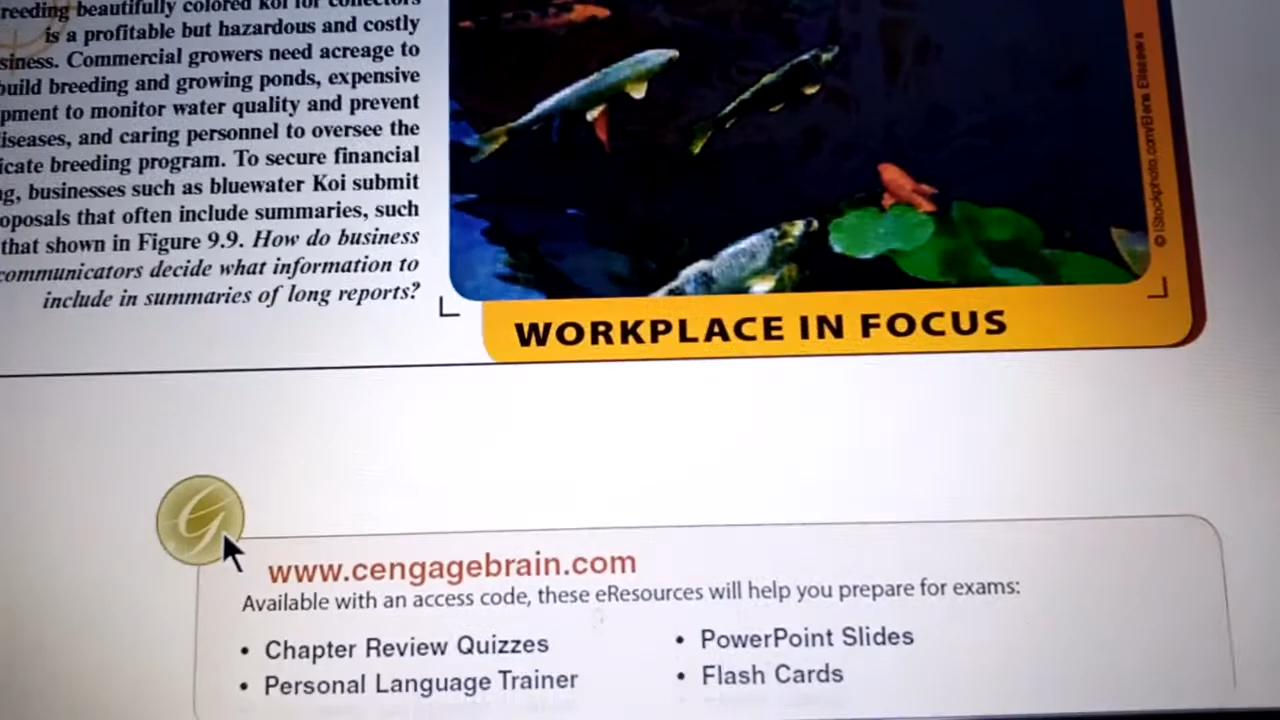 reeding beautifully colored koi for collectors
is a profitable but hazardous and costly
siness. Commercial growers need acreage to
build breeding and growing ponds, expensive
pment to monitor water quality and prevent
iseases, and caring personnel to oversee the
icate breeding program. To secure financial
ng, businesses such as bluewater Koi submit
oposals that often include summaries, such
that shown in Figure 9.9. How do business
communicators decide what information to
include in summaries of long reports?
WORKPLACE IN FOCUS
G
www.cengagebrain.com
Available with an access code, these eResources will help you prepare for exams:
• Chapter Review Quizzes
• Personal Language Trainer
• PowerPoint Slides
• Flash Cards
© iStockphoto.com/Elena Elisseeva